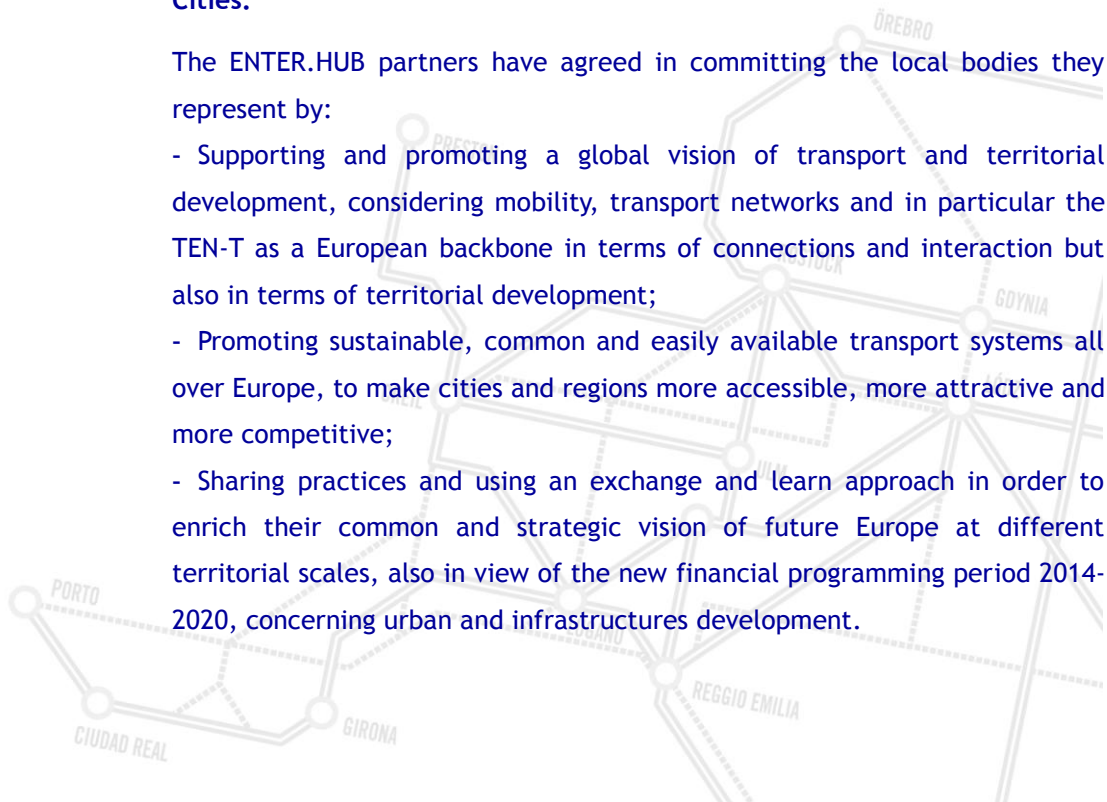 Cities.
ÖREBRO
The ENTER.HUB partners have agreed in committing the local bodies they
represent by:
PRESTON
- Supporting and promoting a global vision of transport and territorial
development, considering mobility, transport networks and in particular the
TEN-T as a European backbone in terms of connections and interaction but
ROSTOCK
also in terms of territorial development;
GDYNIA
- Promoting sustainable, common and easily available transport systems all
over Europe, to make cities and regions more accessible, more attractive and
CREIL
more competitive;
ULM
- Sharing practices and using an exchange and learn approach in order to
enrich their common and strategic vision of future Europe at different
territorial scales, also in view of the new financial programming period 2014-
PORTO
2020, concerning urban and infrastructures development.
LUGANO
REGGIO EMILIA
GIRONA
CIUDAD REAL